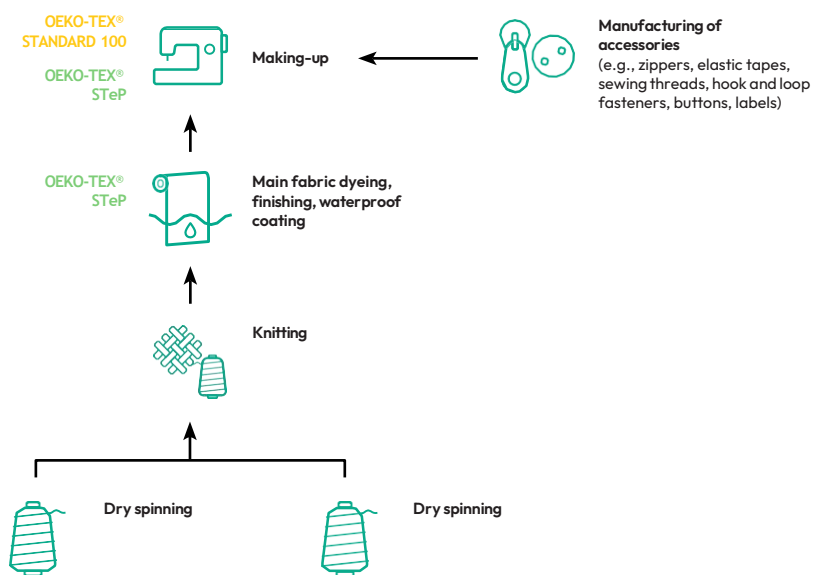 OEKO-TEX®
STANDARD 100
OEKO-TEX®
STeP
Making-up
Manufacturing of
accessories
(e.g., zippers, elastic tapes,
sewing threads, hook and loop
fasteners, buttons, labels)
OEKO-TEX®
STeP
Main fabric dyeing,
finishing, waterproof
coating
Knitting
Dry spinning
Dry spinning